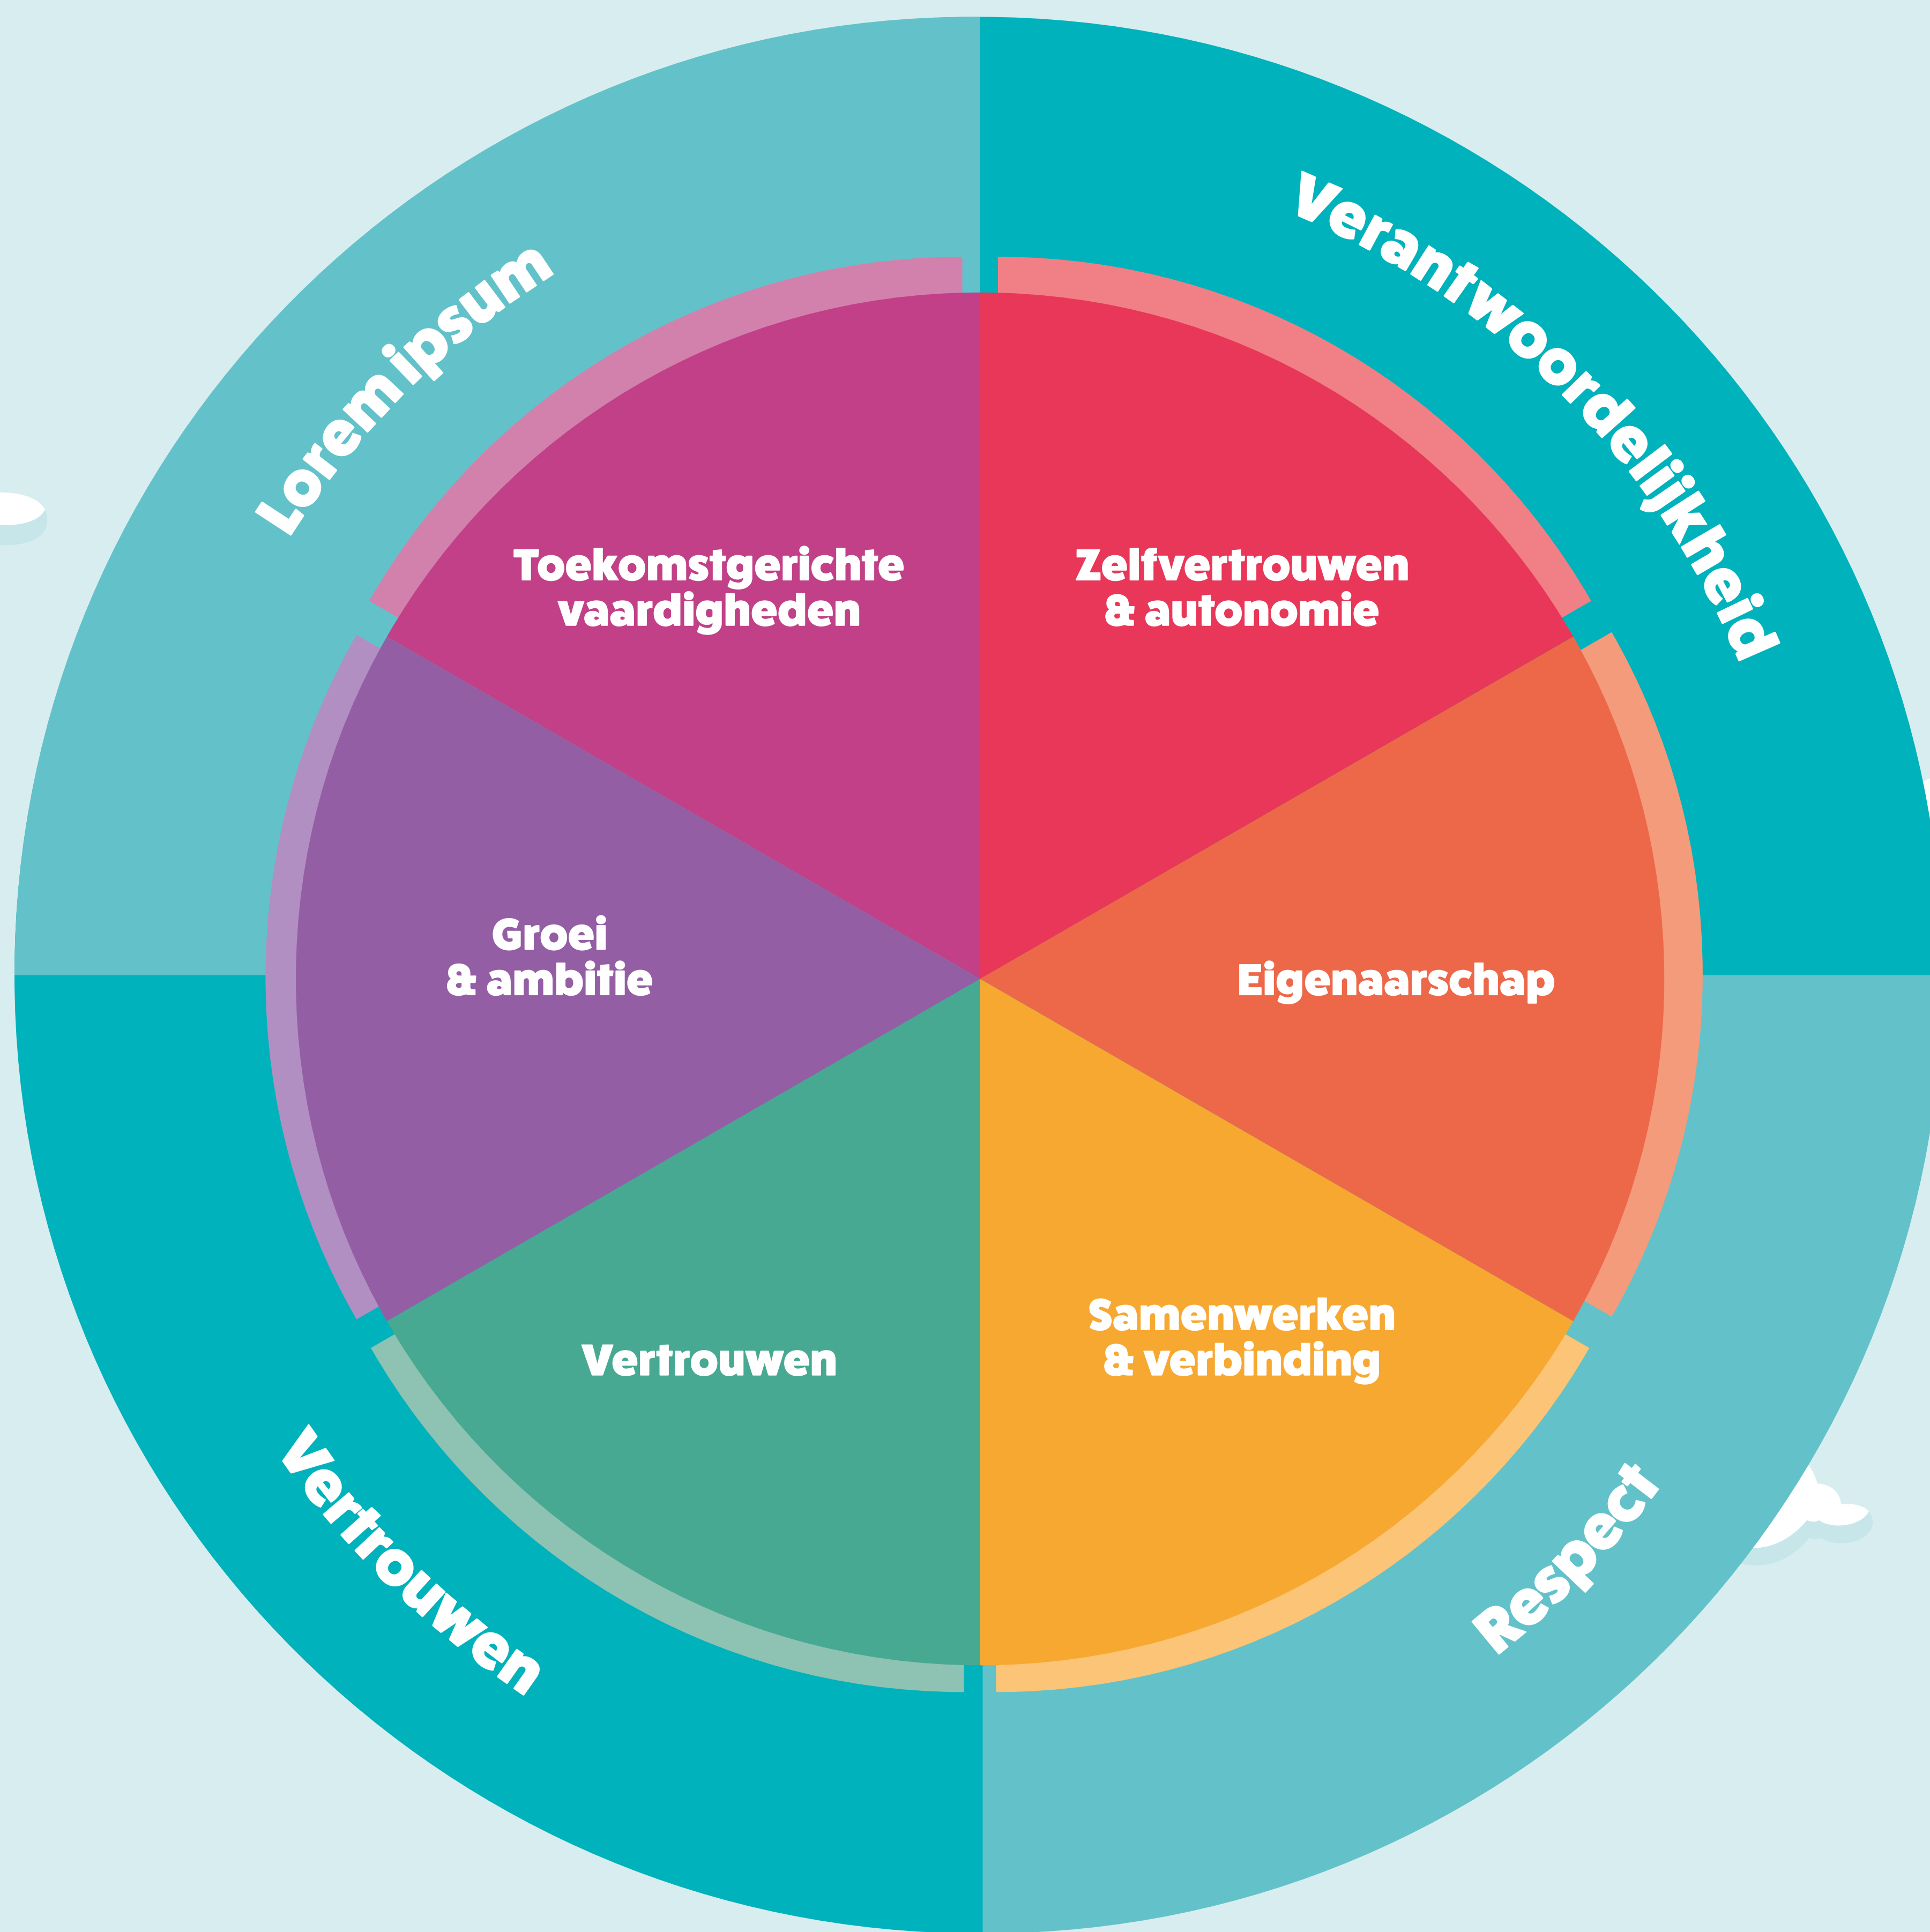 Lorem ipsum
Verantwoordelijkheid
Toekomstgerichte
vaardigheden
Zelfvertrouwen
& autonomie
Groei
& ambitie
Eigenaarschap
Vertrouwen
Samenwerken
& verbinding
Vertrouwen
Respect